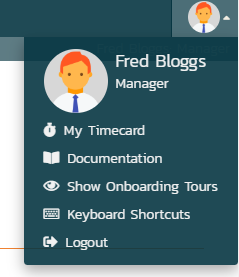 Fred Bloggs
Manager
My Timecard
Documentation
Show Onboarding Tours
Keyboard Shortcuts
Logout